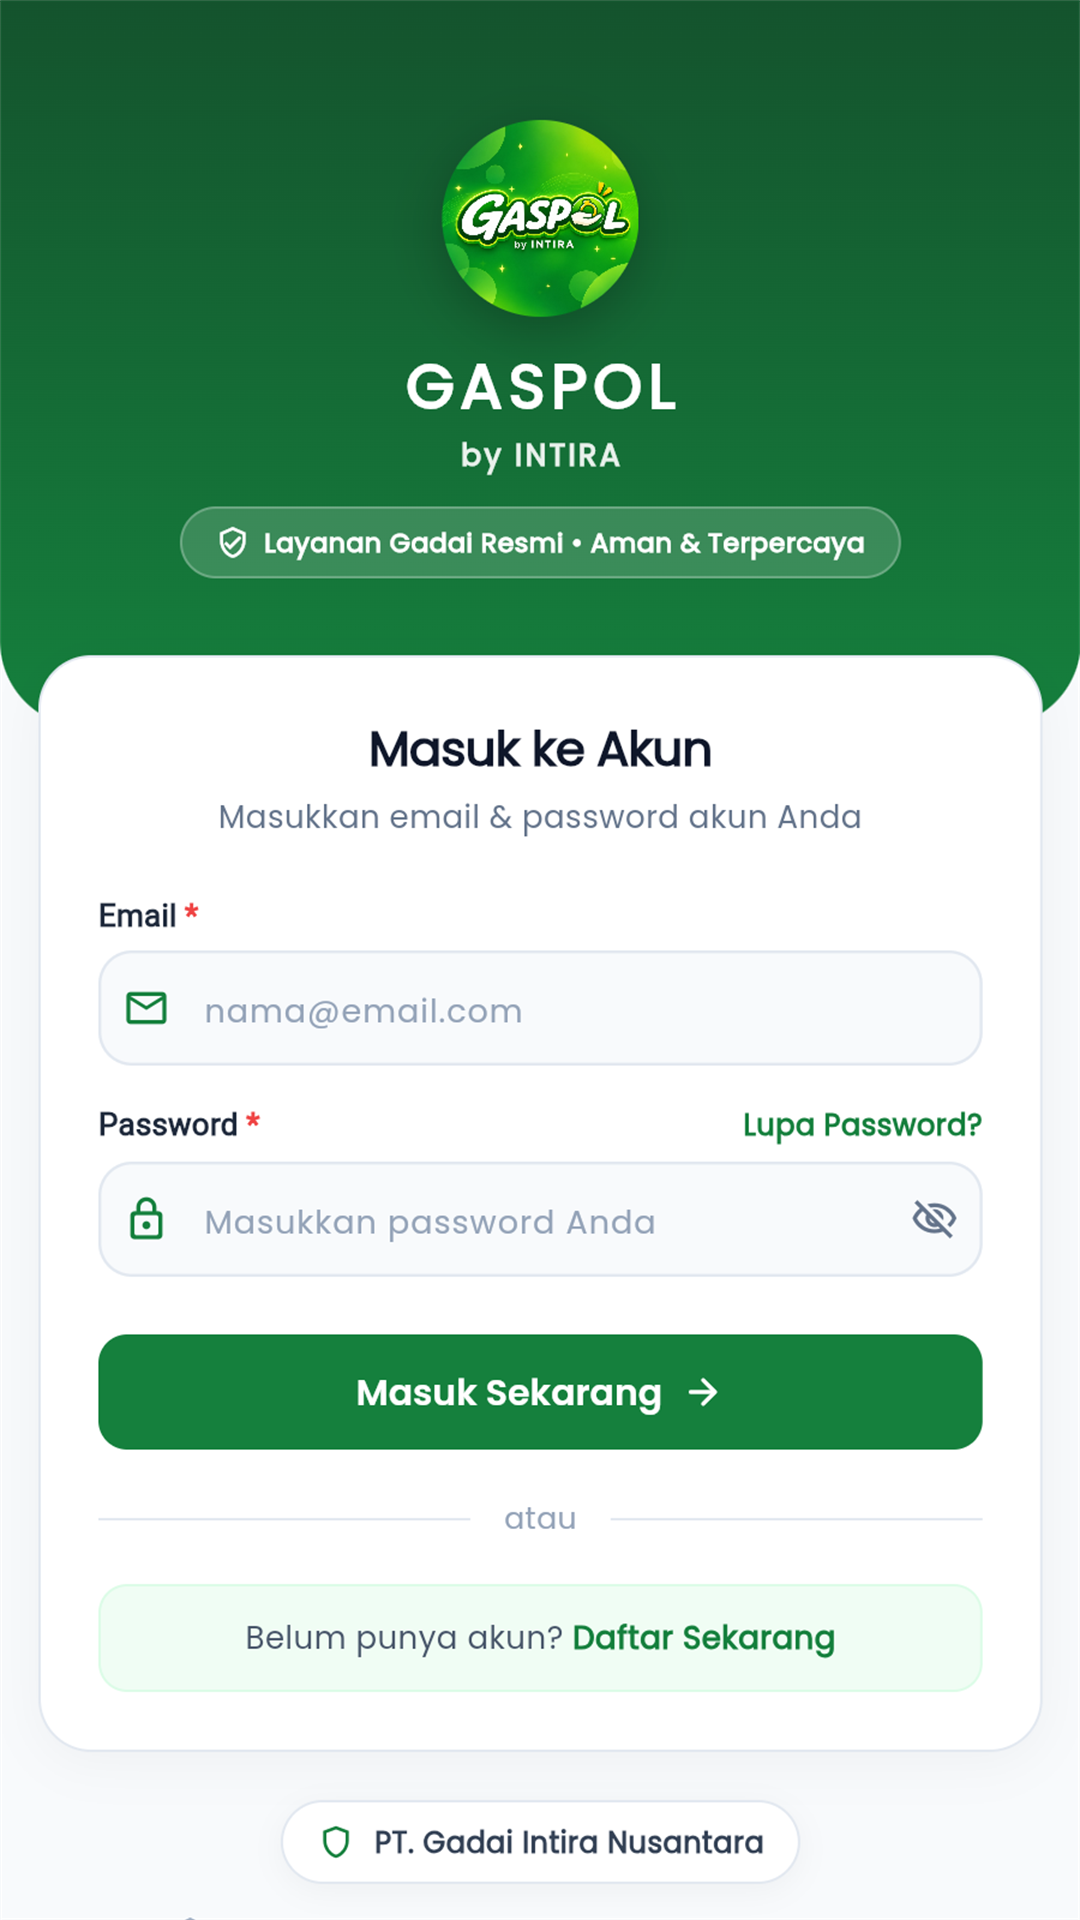 GASPOL
by INTIRA
GASPOL
by INTIRA
Layanan Gadai Resmi • Aman & Terpercaya
Masuk ke Akun
Masukkan email & password akun Anda
Email *
nama@email.com
Password *
Lupa Password?
Masukkan password Anda
Masuk Sekarang →
atau
Belum punya akun? Daftar Sekarang
PT. Gadai Intira Nusantara